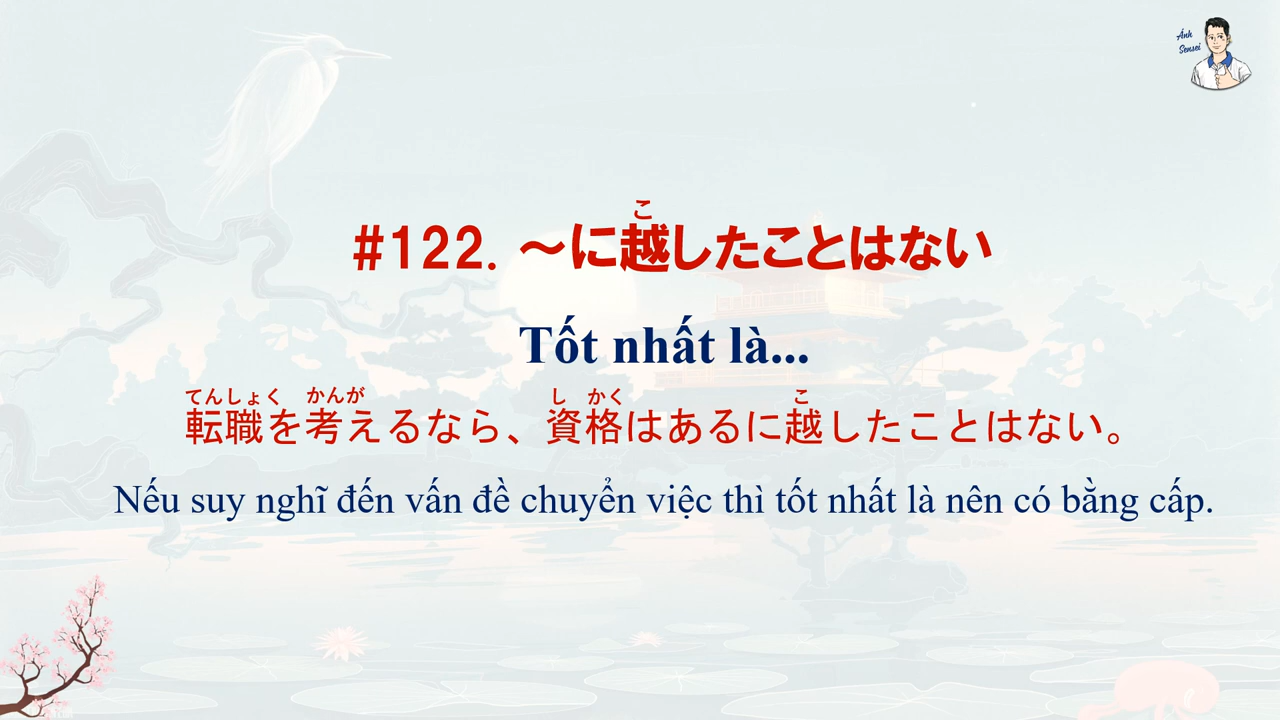 Ánh
Sensei
こ
#122. ～に越したことはない
Tốt nhất là...
てんしょく かんが し かく こ
転職を考えるなら、資格はあるに越したことはない。
Nếu suy nghĩ đến vấn đề chuyển việc thì tốt nhất là nên có bằng cấp.